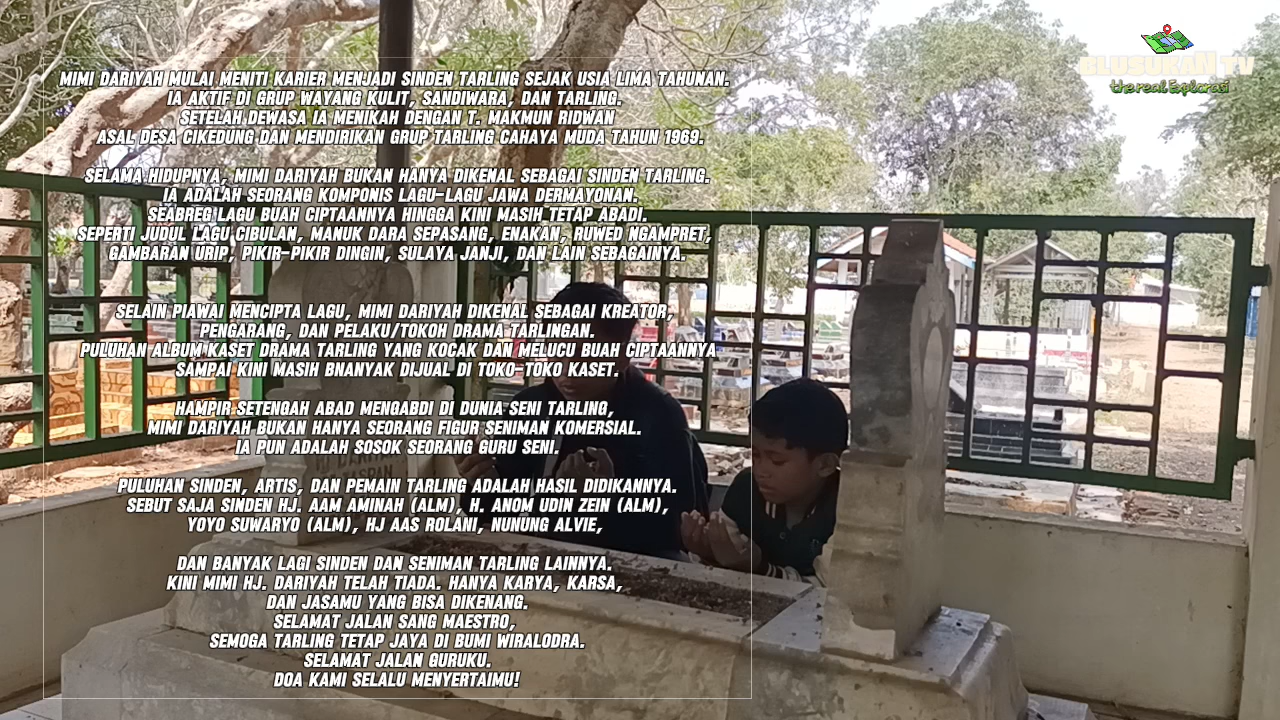 MIMI DARIYAH MULAI MENITI KARIER MENJADI SINDEN TARLING SEJAK USIA LIMA TAHUNAN.
IA AKTIF DI GRUP WAYANG KULIT, SANDIWARA, DAN TARLING.
SETELAH DEWASA IA MENIKAH DENGAN T. MAKMUN RIDWAN
ASAL DESA CIKEDUNG DAN MENDIRIKAN GRUP TARLING CAHAYA MUDA TAHUN 1969.
SELAMA HIDUPNYA, MIMI DARIYAH BUKAN HANYA DIKENAL SEBAGAI SINDEN TARLING.
IA ADALAH SEORANG KOMPONIS LAGU-LAGU JAWA DERMAYONAN.
SEABREG LAGU BUAH CIPTAANNYA HINGGA KINI MASIH TETAP ABADI.
SEPERTI JUDUL LAGU CIBULAN, MANUK DARA SEPASANG, ENAKAN, RUWED NGAMPRET,
GAMBARAN URIP, PIKIR-PIKIR DINGIN, SULAYA JANJI, DAN LAIN SEBAGAINYA.
SELAIN PIAWAI MENCIPTA LAGU, MIMI DARIYAH DIKENAL SEBAGAI KREATOR,
PENGARANG, DAN PELAKU/TOKOH DRAMA TARLINGAN.
PULUHAN ALBUM KASET DRAMA TARLING YANG KOCAK DAN MELUCU BUAH CIPTAANNYA
SAMPAI KINI MASIH BNANYAK DIJUAL DI TOKO-TOKO KASET.
HAMPIR SETENGAH ABAD MENGABDI DI DUNIA SENI TARLING,
MIMI DARIYAH BUKAN HANYA SEORANG FIGUR SENIMAN KOMERSIAL.
IA PUN ADALAH SOSOK SEORANG GURU SENI.
PULUHAN SINDEN, ARTIS, DAN PEMAIN TARLING ADALAH HASIL DIDIKANNYA.
SEBUT SAJA SINDEN HJ. AAM AMINAH (ALM), H. ANOM UDIN ZEIN (ALM),
YOYO SUWARYO (ALM), HJ AAS ROLANI, NUNUNG ALVIE,
DAN BANYAK LAGI SINDEN DAN SENIMAN TARLING LAINNYA.
KINI MIMI HJ. DARIYAH TELAH TIADA. HANYA KARYA, KARSA,
DAN JASAMU YANG BISA DIKENANG.
SELAMAT JALAN SANG MAESTRO,
SEMOGA TARLING TETAP JAYA DI BUMI WIRALODRA.
SELAMAT JALAN GURUKU.
DOA KAMI SELALU MENYERTAIMU!
BLUSUKAN TV
the real Explorasi